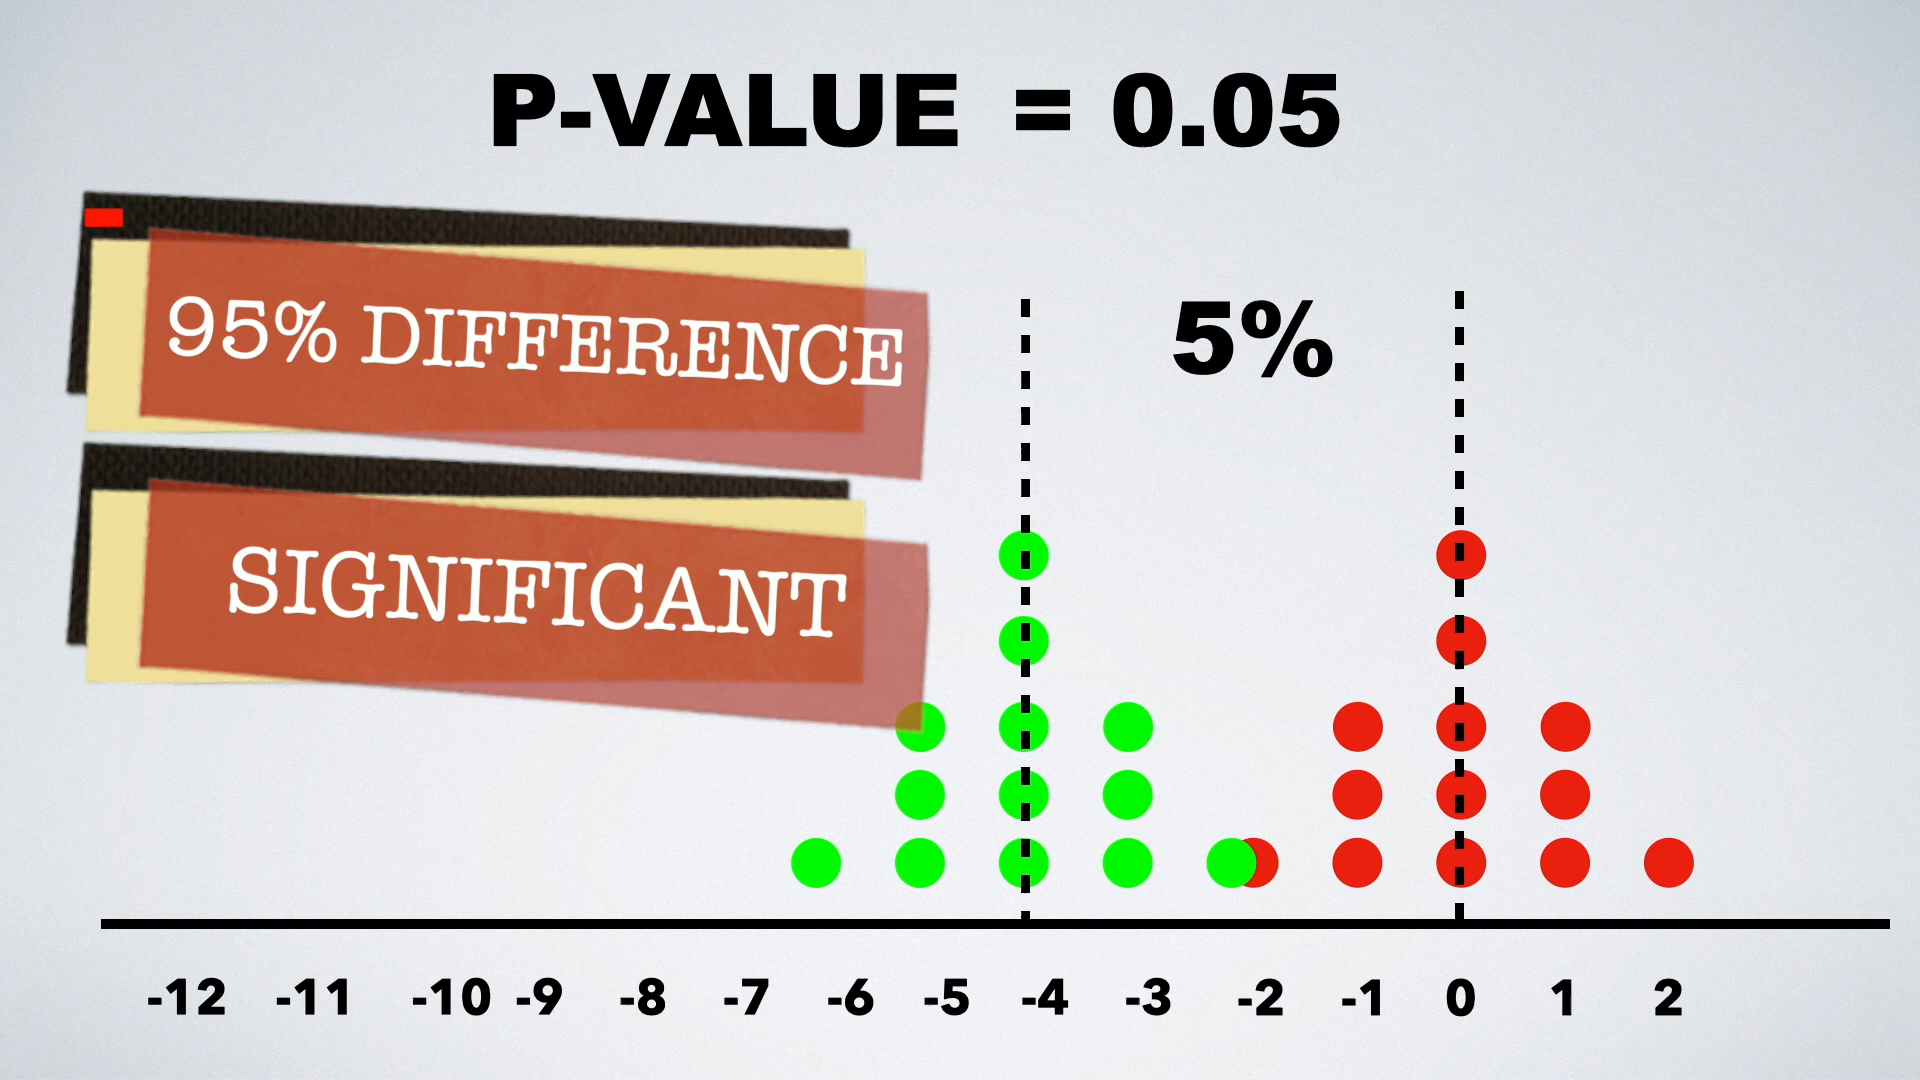 P-VALUE = 0.05
95% DIFFERENCE
5%
SIGNIFICANT
-12 -11 -10 -9 -8 -7 -6 -5 -4 -3 -2 -1 0 1 2